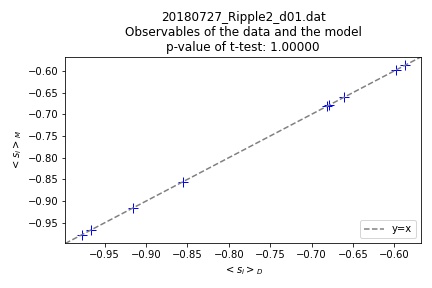 20180727_Ripple2_d01.dat
Observables of the data and the model
p-value of t-test: 1.00000
−0.60
−0.65
−0.70
−0.75
−0.80
−0.85
−0.90
−0.95
< s_i >_M
y=x
−0.95 −0.90 −0.85 −0.80 −0.75 −0.70 −0.65 −0.60
< s_i >_D